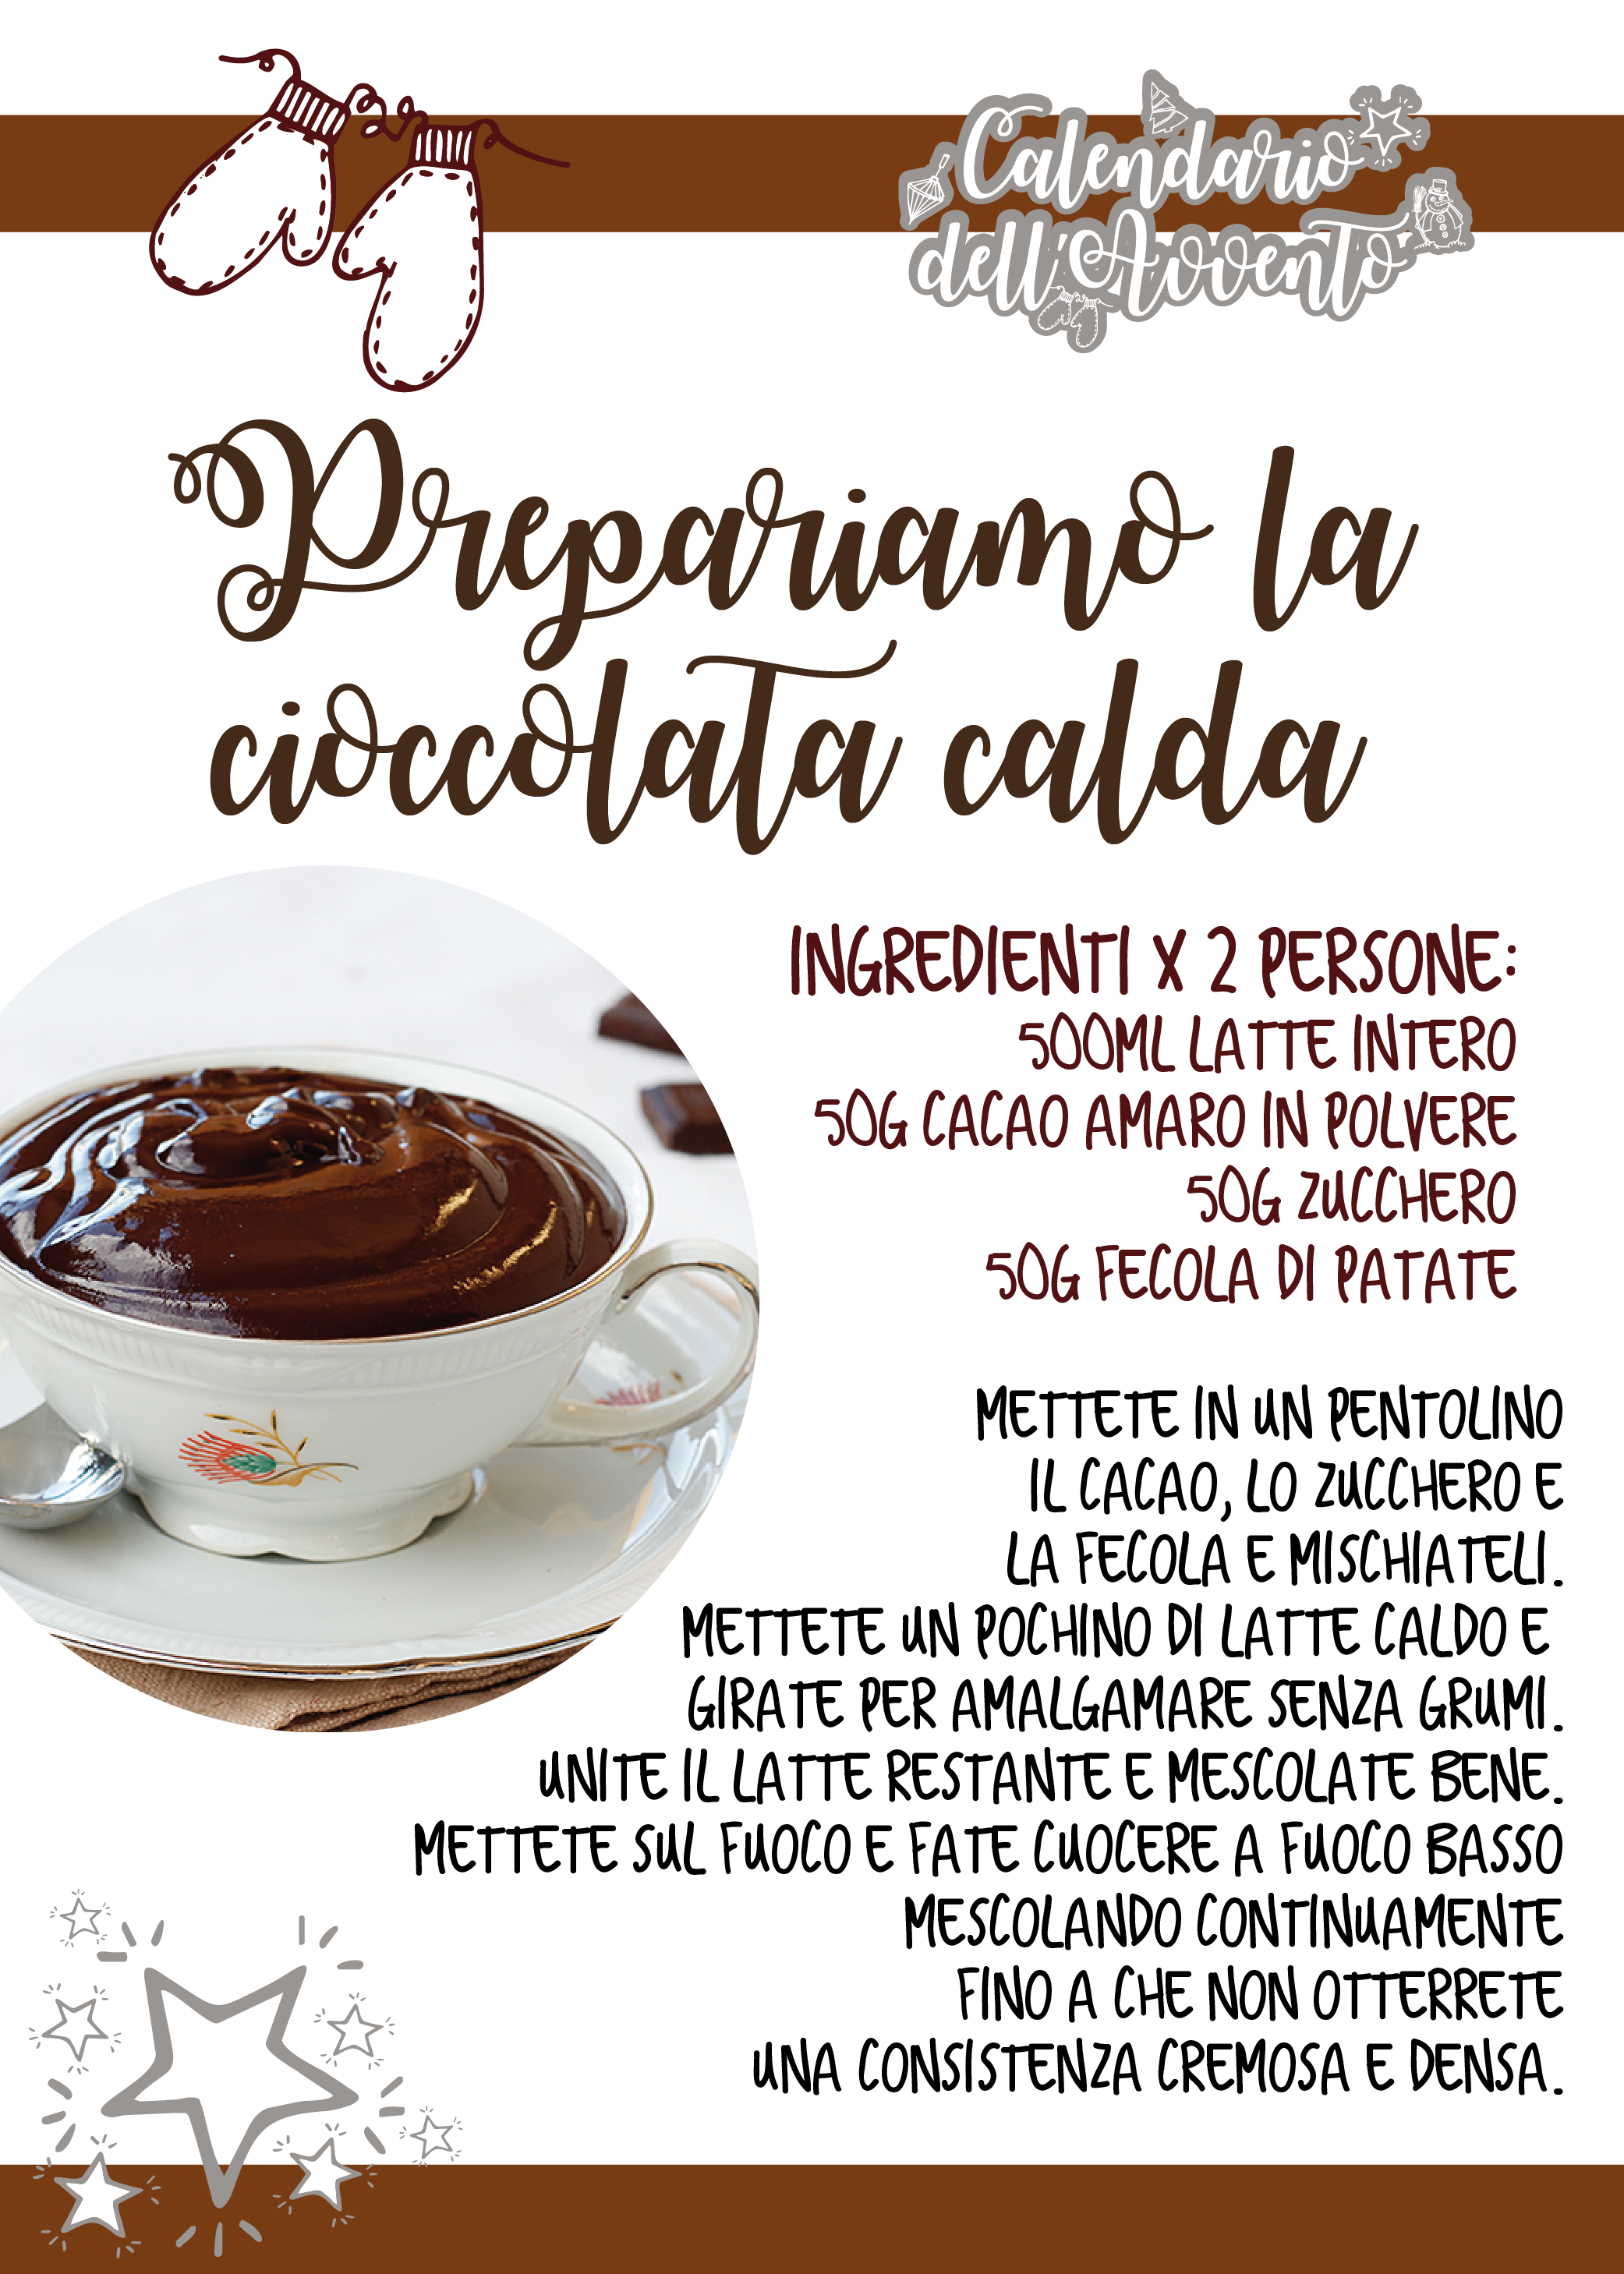 Calendario
dell'Avvento
Prepariamo la
cioccolata calda
INGREDIENTI X 2 PERSONE:
500ML LATTE INTERO
50G CACAO AMARO IN POLVERE
50G ZUCCHERO
50G FECOLA DI PATATE
METTETE IN UN PENTOLINO
IL CACAO, LO ZUCCHERO E
LA FECOLA E MISCHIATELI.
METTETE UN POCHINO DI LATTE CALDO E
GIRATE PER AMALGAMARE SENZA GRUMI.
UNITE IL LATTE RESTANTE E MESCOLATE BENE.
METTETE SUL FUOCO E FATE CUOCERE A FUOCO BASSO
MESCOLANDO CONTINUAMENTE
FINO A CHE NON OTTERRETE
UNA CONSISTENZA CREMOSA E DENSA.